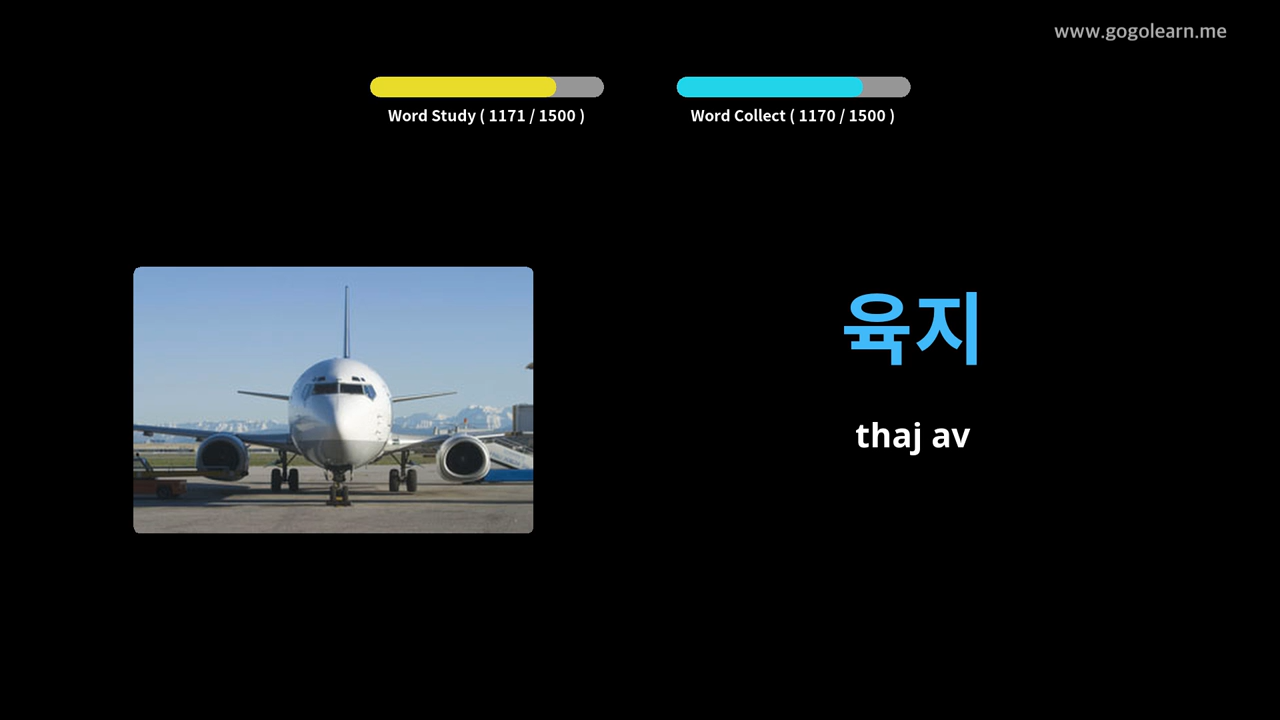 www.gogolearn.me
Word Study ( 1171 / 1500 )
Word Collect ( 1170 / 1500 )
육지
thaj av